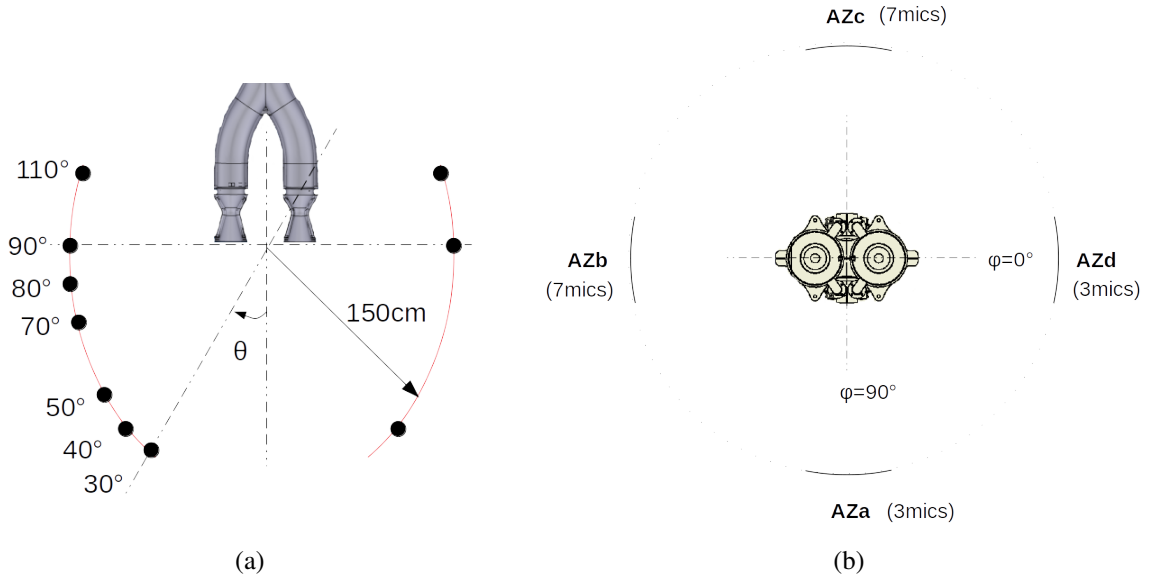 110°
90°
80°
70°
50°
40°
30°
θ
150cm
(a)
AZc (7mics)
AZb
(7mics)
φ=0°
AZd
(3mics)
φ=90°
AZa (3mics)
(b)